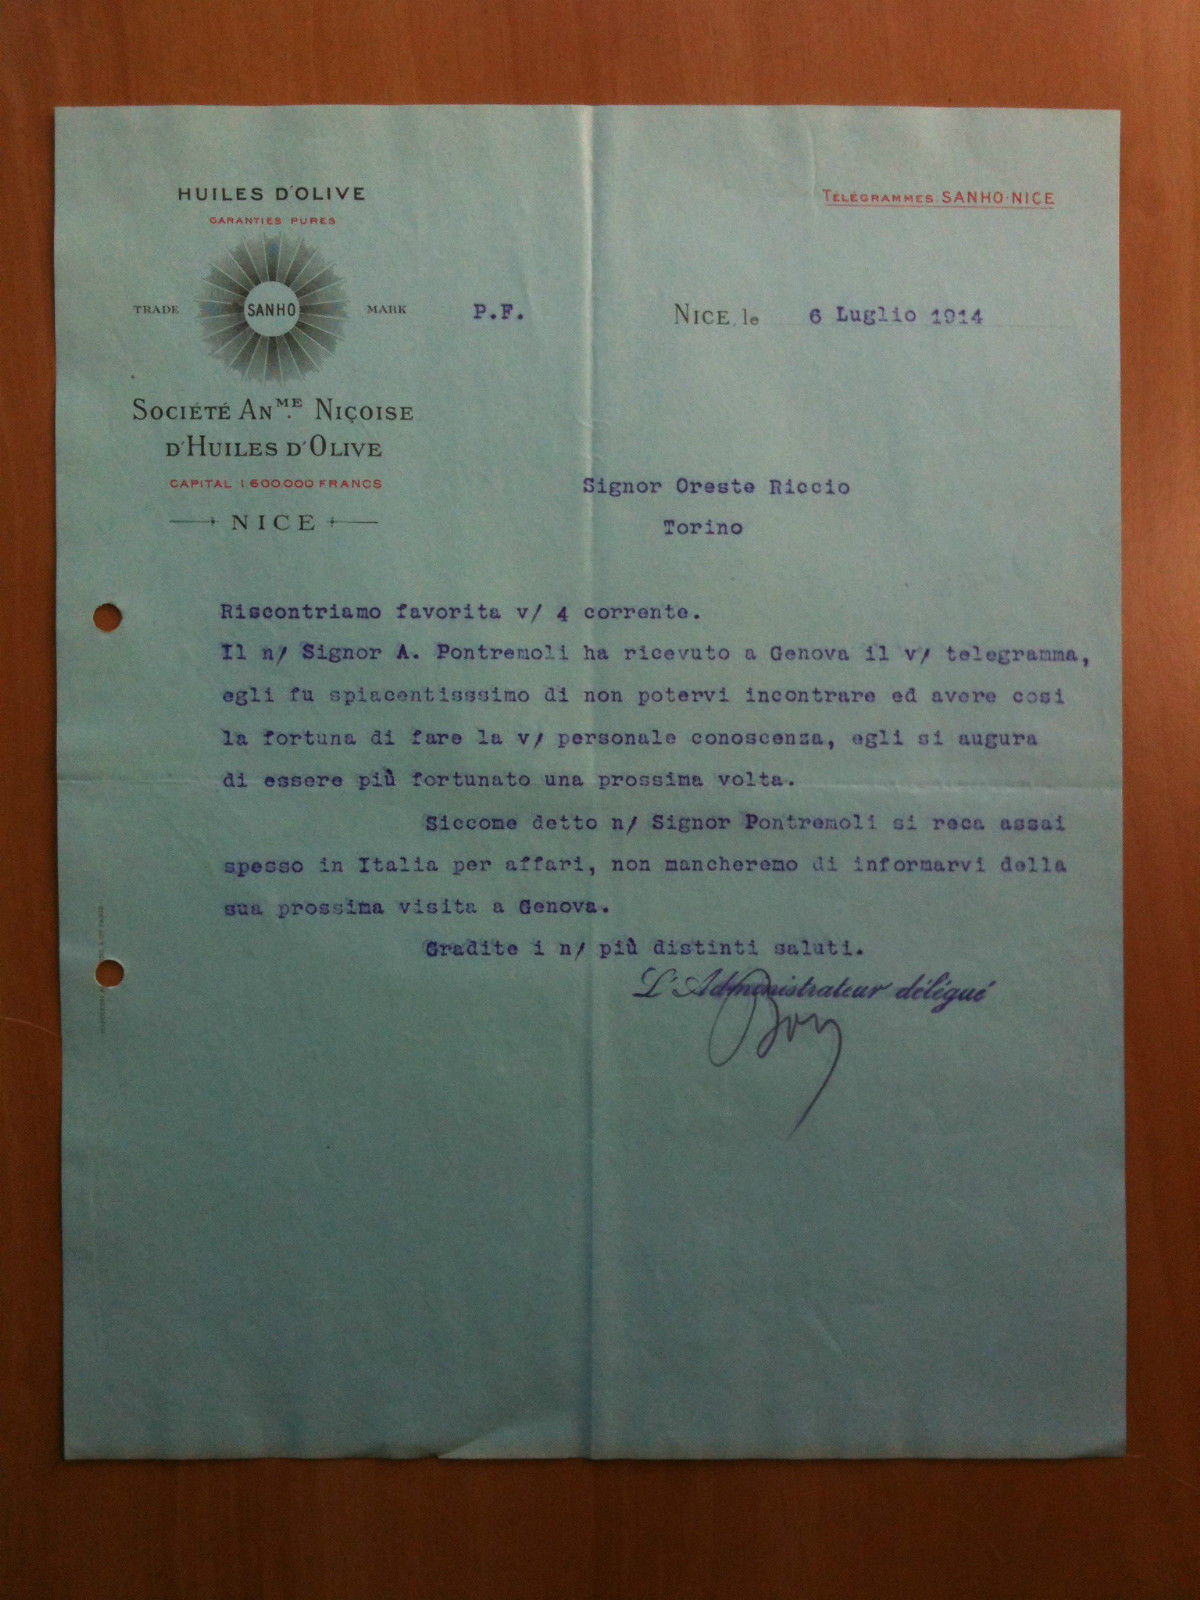 HUILES D'OLIVE
GARANTIES PURES
TRADE SANHO MARK
SOCIÉTÉ ANME. NIÇOISE
D'HUILES D'OLIVE
CAPITAL 1.600.000 FRANCS
NICE
TÉLÉGRAMMES. SANHO-NICE
P.F.
NICE, le 6 Luglio 1914
Signor Oreste Riccio
Torino
Riscontriamo favorita v/ 4 corrente.
Il n/ Signor A. Pontremoli ha ricevuto a Genova il v/ telegramma,
egli fu spiacentisssimo di non potervi incontrare ed avere cosi
la fortuna di fare la v/ personale conoscenza, egli si augura
di essere più fortunato una prossima volta.
Siccome detto n/ Signor Pontremoli si reca assai
spesso in Italia per affari, non mancheremo di informarvi della
sua prossima visita a Genova.
Gradite i n/ più distinti saluti.
L'Administrateur délégué